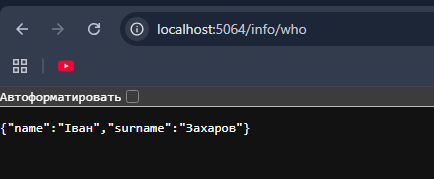 localhost:5064/info/who
Автоформатировать
{"name":"Іван","surname":"Захаров"}